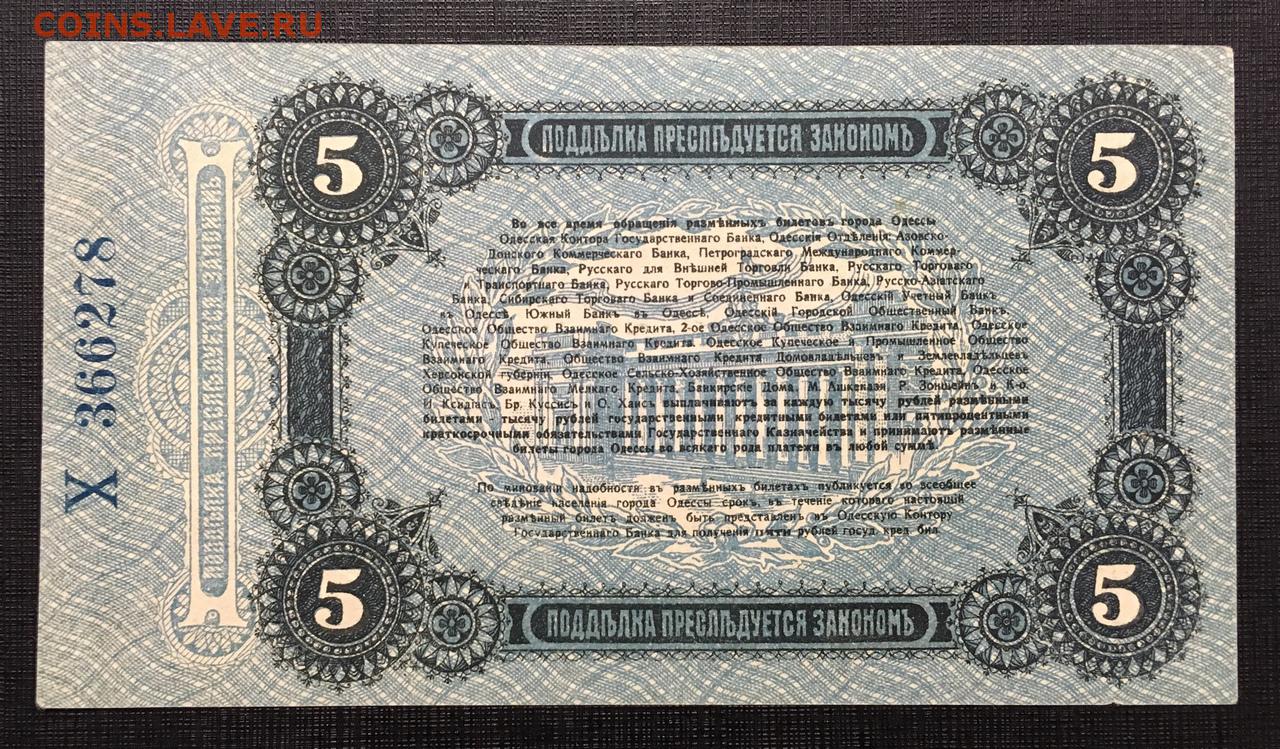 COINS.LAVE.RU
5
ПОДДѢЛКА ПРЕСЛѢДУЕТСЯ ЗАКОНОМЪ
5
Во все время обращенія размѣнныхъ билетовъ города Одессы
Одесская Контора Государственнаго Банка, Одесскія Отдѣленія: Азовско-
Донского Коммерческаго Банка, Петроградскаго Международнаго Коммер-
ческаго Банка, Русскаго для Внѣшней Торговли Банка, Русскаго Торговаго
и Транспортнаго Банка, Русскаго Торгово-Промышленнаго Банка, Русско-Азіатскаго
Банка, Сибирскаго Торговаго Банка и Соединеннаго Банка, Одесскій Учетный Банкъ
въ Одессѣ, Южный Банкъ въ Одессѣ, Одесскій Городской Общественный Банкъ,
Одесское Общество Взаимнаго Кредита, 2-ое Одесское Общество Взаимнаго Кредита, Одесское
Купеческое Общество Взаимнаго Кредита, Одесское Купеческое и Промышленное Общество
Взаимнаго Кредита, Общество Взаимнаго Кредита Домовладѣльцевъ и Землевладѣльцевъ
Херсонской губерніи, Одесское Сельско-Хозяйственное Общество Взаимнаго Кредита, Одесское
Общество Взаимнаго Мелкаго Кредита, Банкирскіе Дома: М. Ашкенази, Р. Зонштейнъ и К-о,
И. Ксидіасъ, Бр. Куссисъ и О. Хаисъ выплачиваютъ за каждую тысячу рублей размѣнными
билетами - тысячу рублей государственными кредитными билетами или пятипроцентными
краткосрочными обязательствами Государственнаго Казначейства и принимаютъ размѣнные
билеты города Одессы во всякаго рода платежи въ любой суммѣ.
По минованіи надобности въ размѣнныхъ билетахъ публикуется во всеобщее
свѣдѣніе населенія города Одессы срокъ, въ теченіе котораго настоящій
размѣнный билетъ долженъ быть представленъ въ Одесскую Контору
Государственнаго Банка для полученія пяти рублей госуд. кред. бил.
Х 366278
5
ПОДДѢЛКА ПРЕСЛѢДУЕТСЯ ЗАКОНОМЪ
5